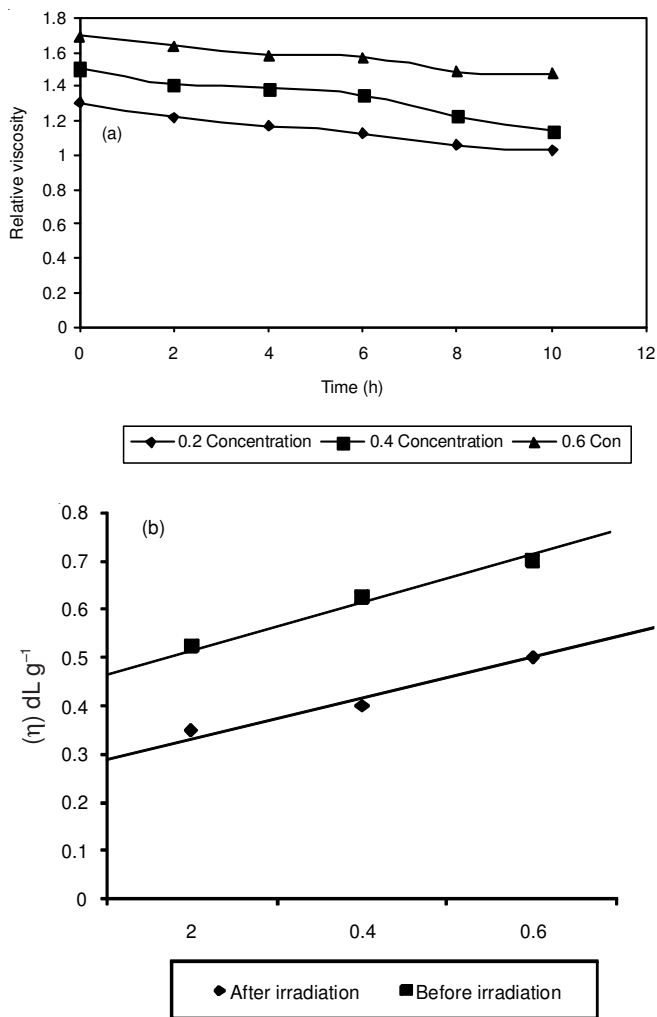 1.8
1.6
1.4
1.2
1
0.8
0.6
0.4
0.2
0
Relative viscosity
(a)
0 2 4 6 8 10 12
Time (h)
0.2 Concentration 0.4 Concentration 0.6 Con
0.8
0.7
0.6
0.5
0.4
0.3
0.2
0.1
0
(η) dL g⁻¹
(b)
2 0.4 0.6
After irradiation Before irradiation